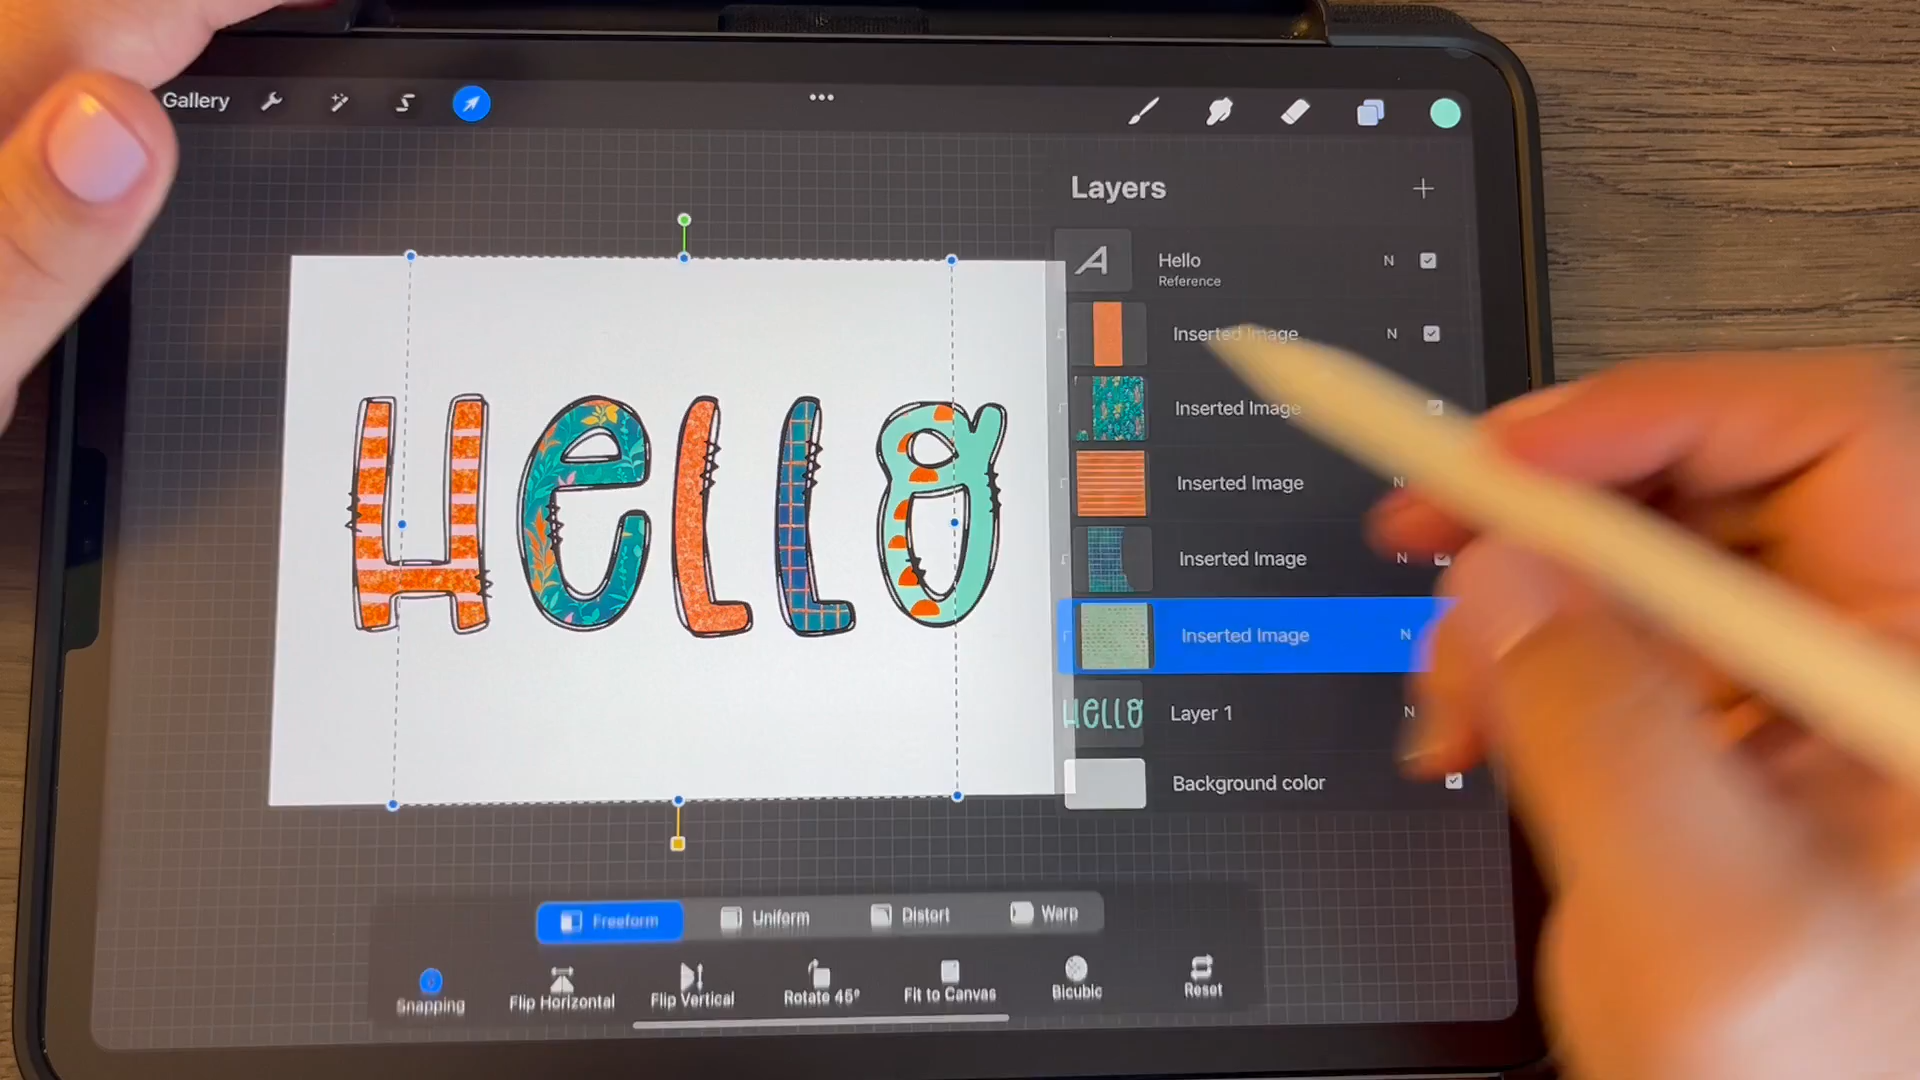 Gallery
Layers
Hello N
Reference
Inserted Image N
Inserted Image
Inserted Image N
Inserted Image N
Inserted Image N
HELLO Layer 1 N
Background color
HeLLO
Freeform Uniform Distort Warp
Snapping Flip Horizontal Flip Vertical Rotate 45° Fit to Canvas Bicubic Reset